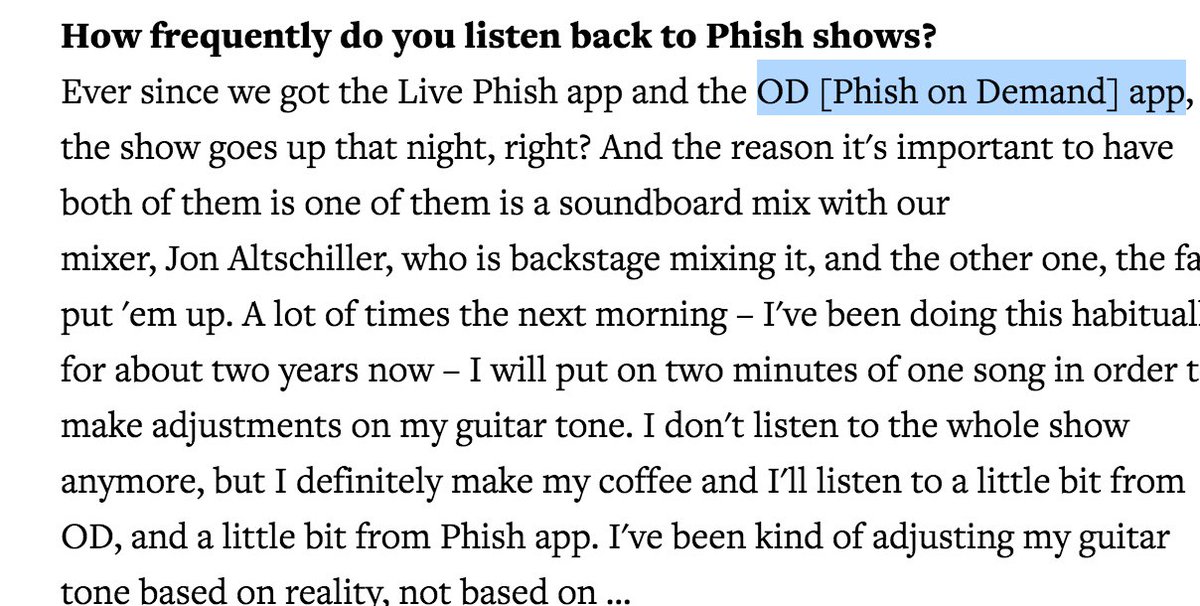 How frequently do you listen back to Phish shows?
Ever since we got the Live Phish app and the OD [Phish on Demand] app,
the show goes up that night, right? And the reason it's important to have
both of them is one of them is a soundboard mix with our
mixer, Jon Altschiller, who is backstage mixing it, and the other one, the fa
put 'em up. A lot of times the next morning – I've been doing this habituall
for about two years now – I will put on two minutes of one song in order t
make adjustments on my guitar tone. I don't listen to the whole show
anymore, but I definitely make my coffee and I'll listen to a little bit from
OD, and a little bit from Phish app. I've been kind of adjusting my guitar
tone based on reality, not based on ...